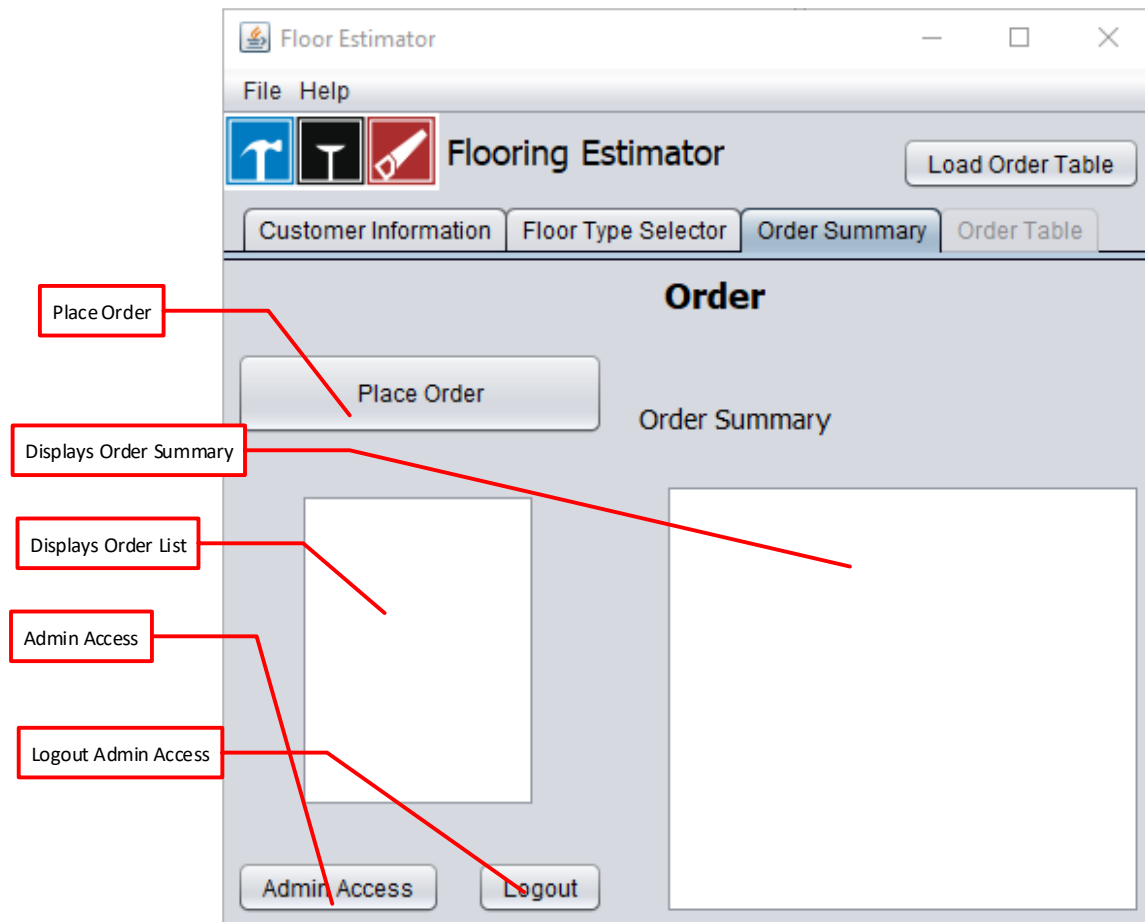 Floor Estimator
File Help
Flooring Estimator
Load Order Table
Customer Information
Floor Type Selector
Order Summary
Order Table
Order
Place Order
Place Order
Order Summary
Displays Order Summary
Displays Order List
Admin Access
Logout Admin Access
Admin Access
Logout